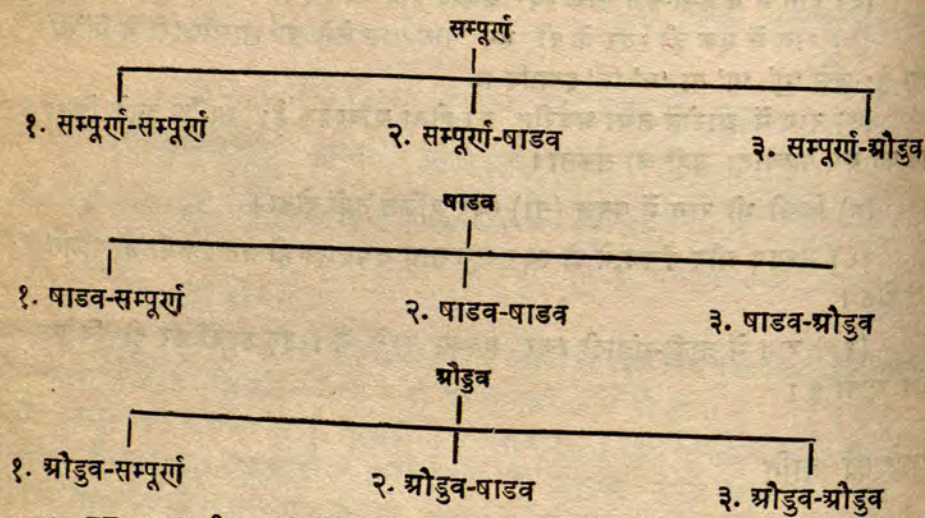 सम्पूर्ण
१. सम्पूर्ण-सम्पूर्ण २. सम्पूर्ण-षाडव ३. सम्पूर्ण-औडुव
षाडव
१. षाडव-सम्पूर्ण २. षाडव-षाडव ३. षाडव-औडुव
औडुव
१. औडुव-सम्पूर्ण २. औडुव-षाडव ३. औडुव-औडुव